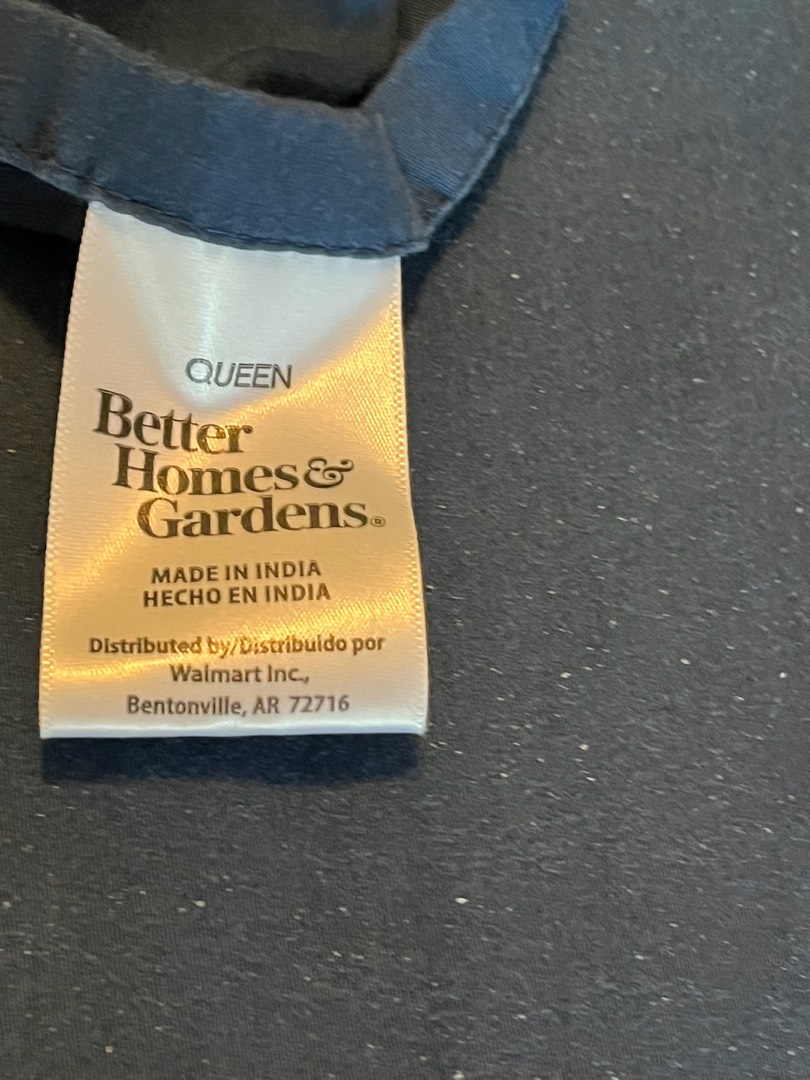 QUEEN
Better
Homes &
Gardens®
MADE IN INDIA
HECHO EN INDIA
Distributed by/Distribuido por
Walmart Inc.,
Bentonville, AR 72716